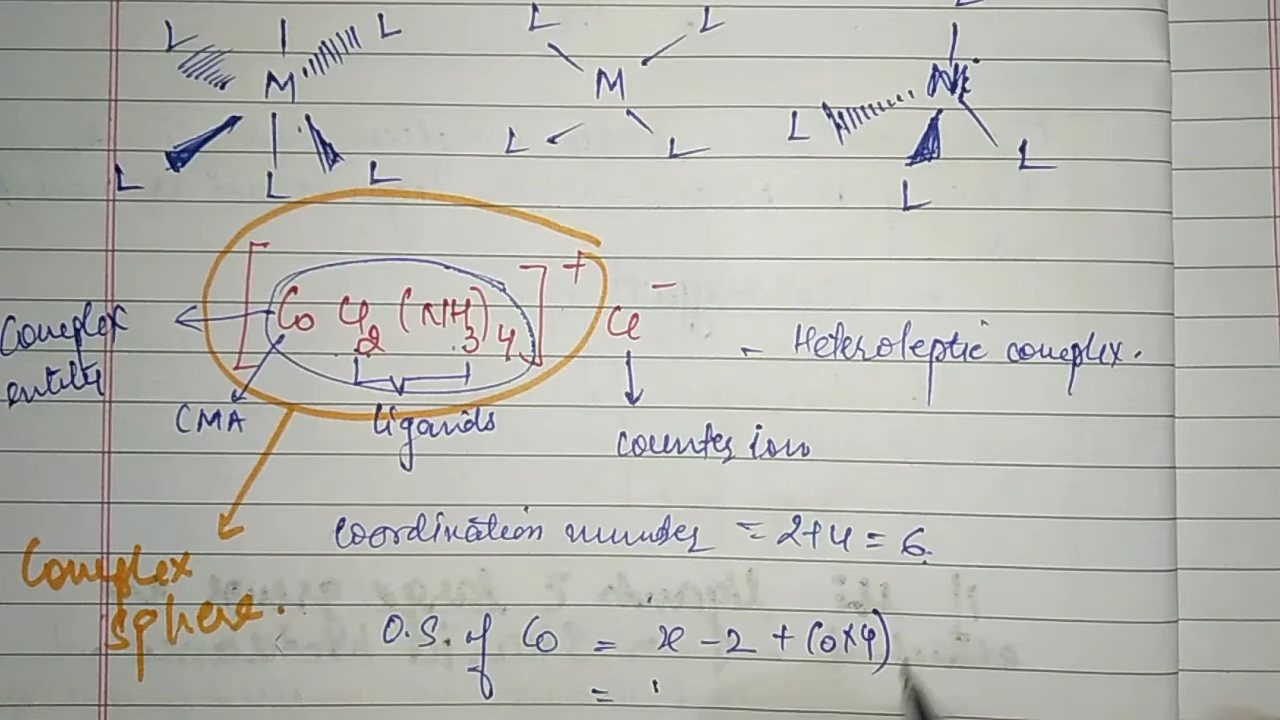 L L L L L
M M M
L L L L
L L L L
[Co Cl2 (NH3)4]+ Cl−
Complex
entity
CMA
ligands
counter ion
- Heteroleptic complex.
coordination number = 2+4 = 6.
Complex
sphere.
O.S. of Co = x - 2 + (0×4)
=